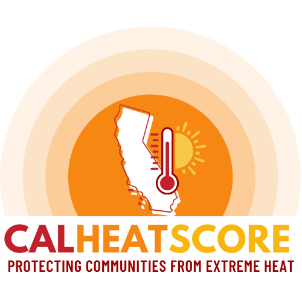 CALHEATSCORE
PROTECTING COMMUNITIES FROM EXTREME HEAT